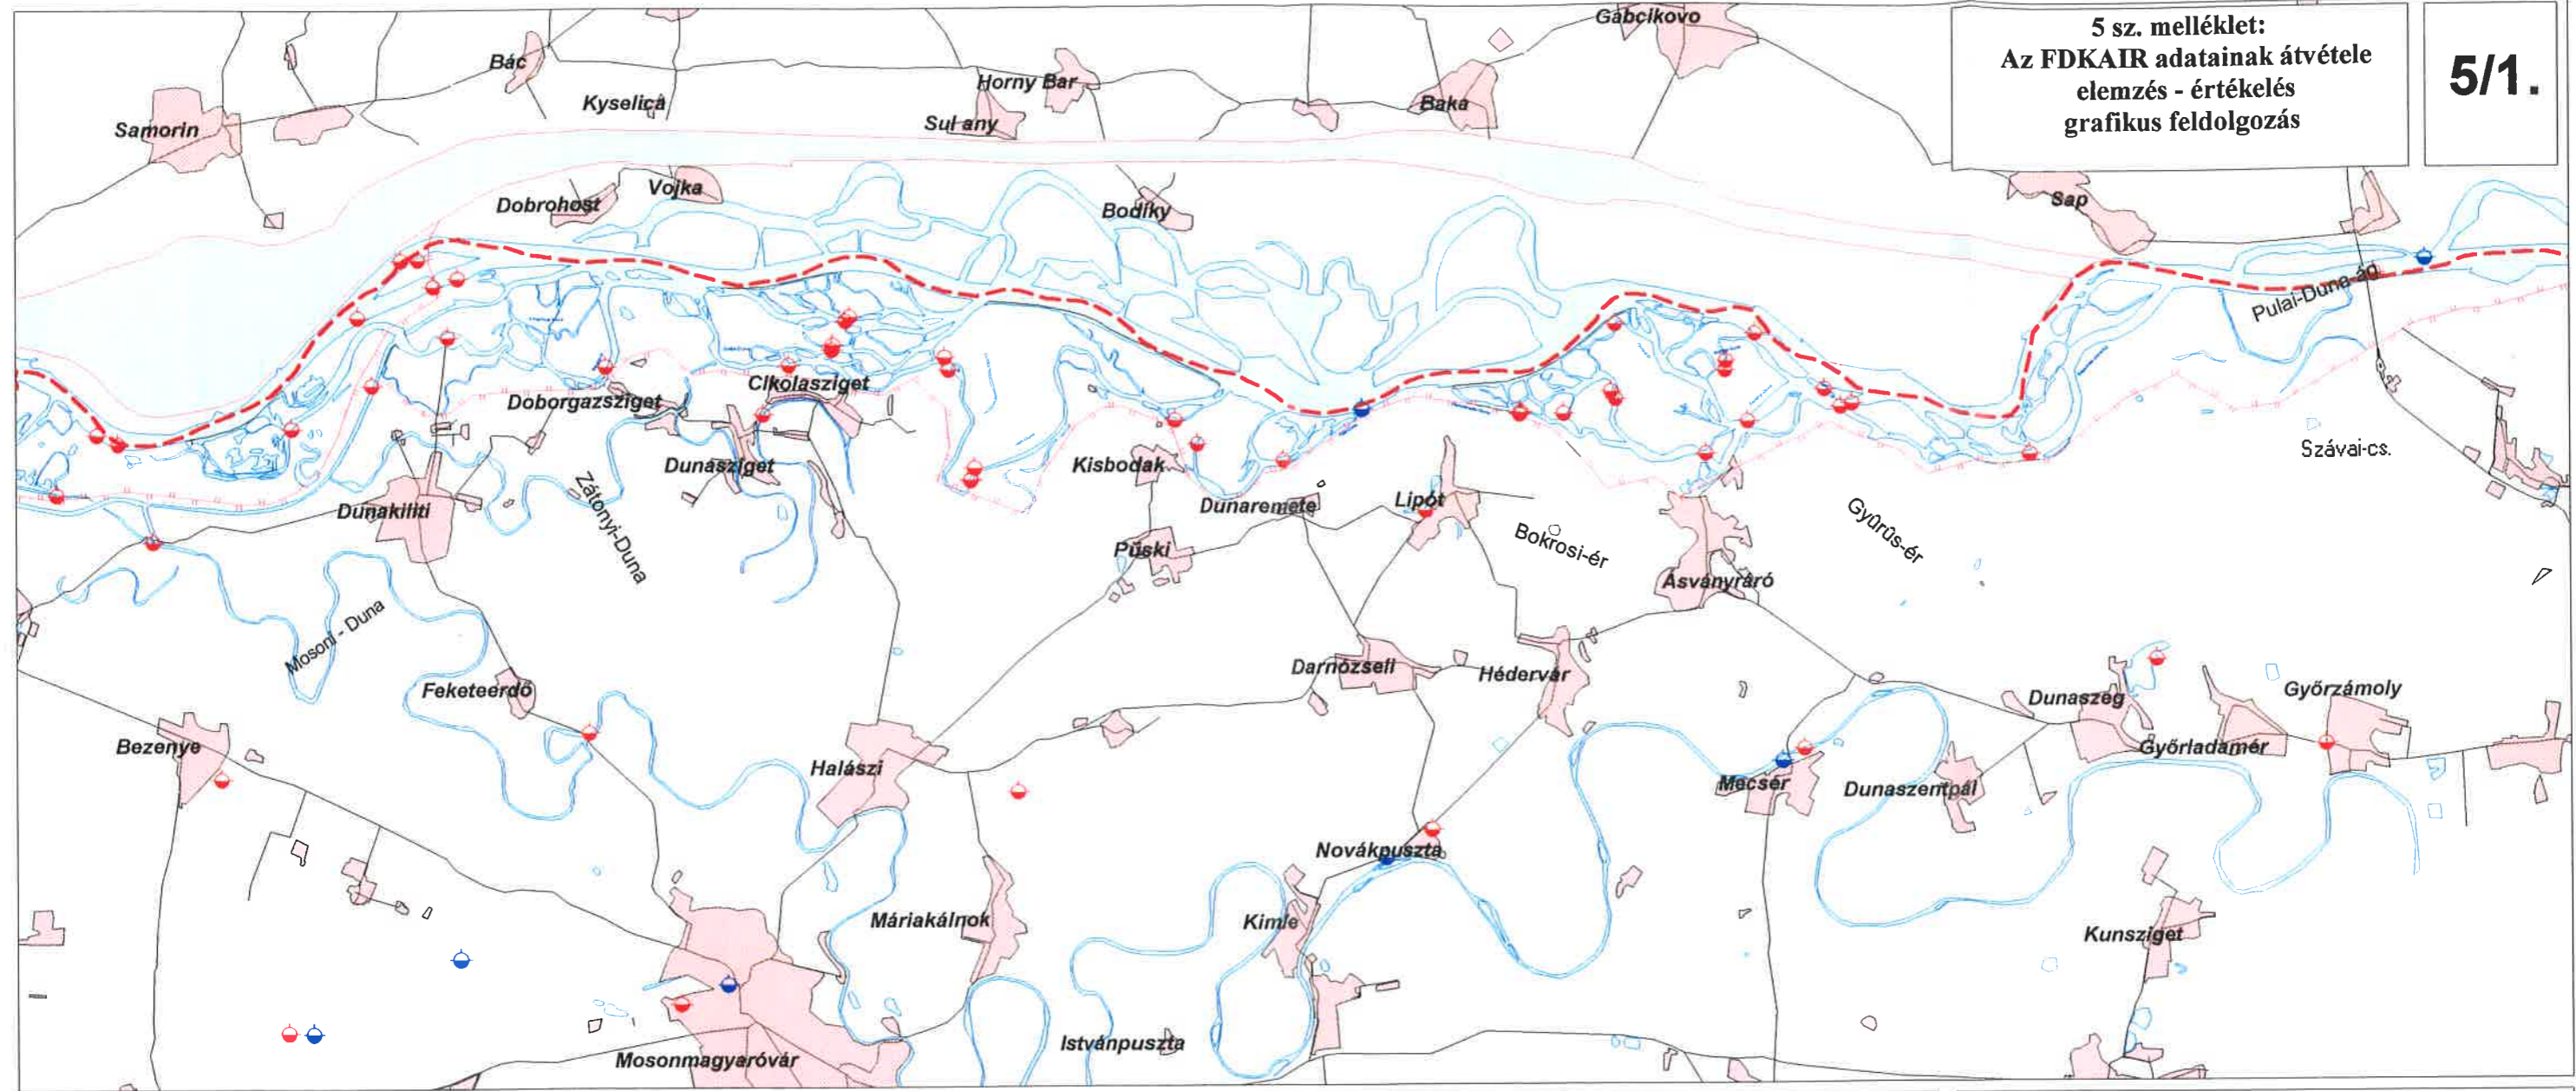 5 sz. melléklet:
Az FDKAIR adatainak átvétele
elemzés - értékelés
grafikus feldolgozás
5/1.
Gabcikovo
Bác
Horny Bar
Kyselica
Baka
Samorin
Sul any
Vojka
Dobrohost
Bodíky
Sap
Pulai-Duna-ág
Cikolasziget
Doborgazsziget
Szávai-cs.
Dunasziget
Kisbodak
Zátonyi-Duna
Dunakiliti
Dunaremete
Lipót
Bokrosi-ér
Gyűrűs-ér
Püski
Ásványráró
Mosoni - Duna
Darnózseli
Hédervár
Feketeerdő
Dunaszeg
Győrzámoly
Bezenye
Győrladamér
Halászi
Mecsér
Dunaszentpál
Novákpuszta
Máriakálnok
Kimle
Kunsziget
Istvánpuszta
Mosonmagyaróvár